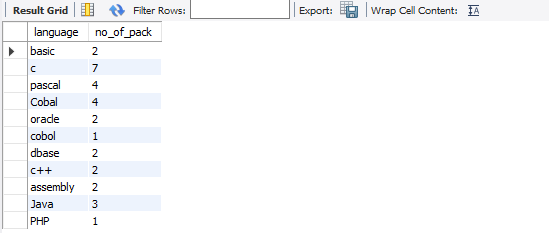 Result Grid Filter Rows: Export: Wrap Cell Content: IA
language no_of_pack
basic 2
c 7
pascal 4
Cobal 4
oracle 2
cobol 1
dbase 2
c++ 2
assembly 2
Java 3
PHP 1